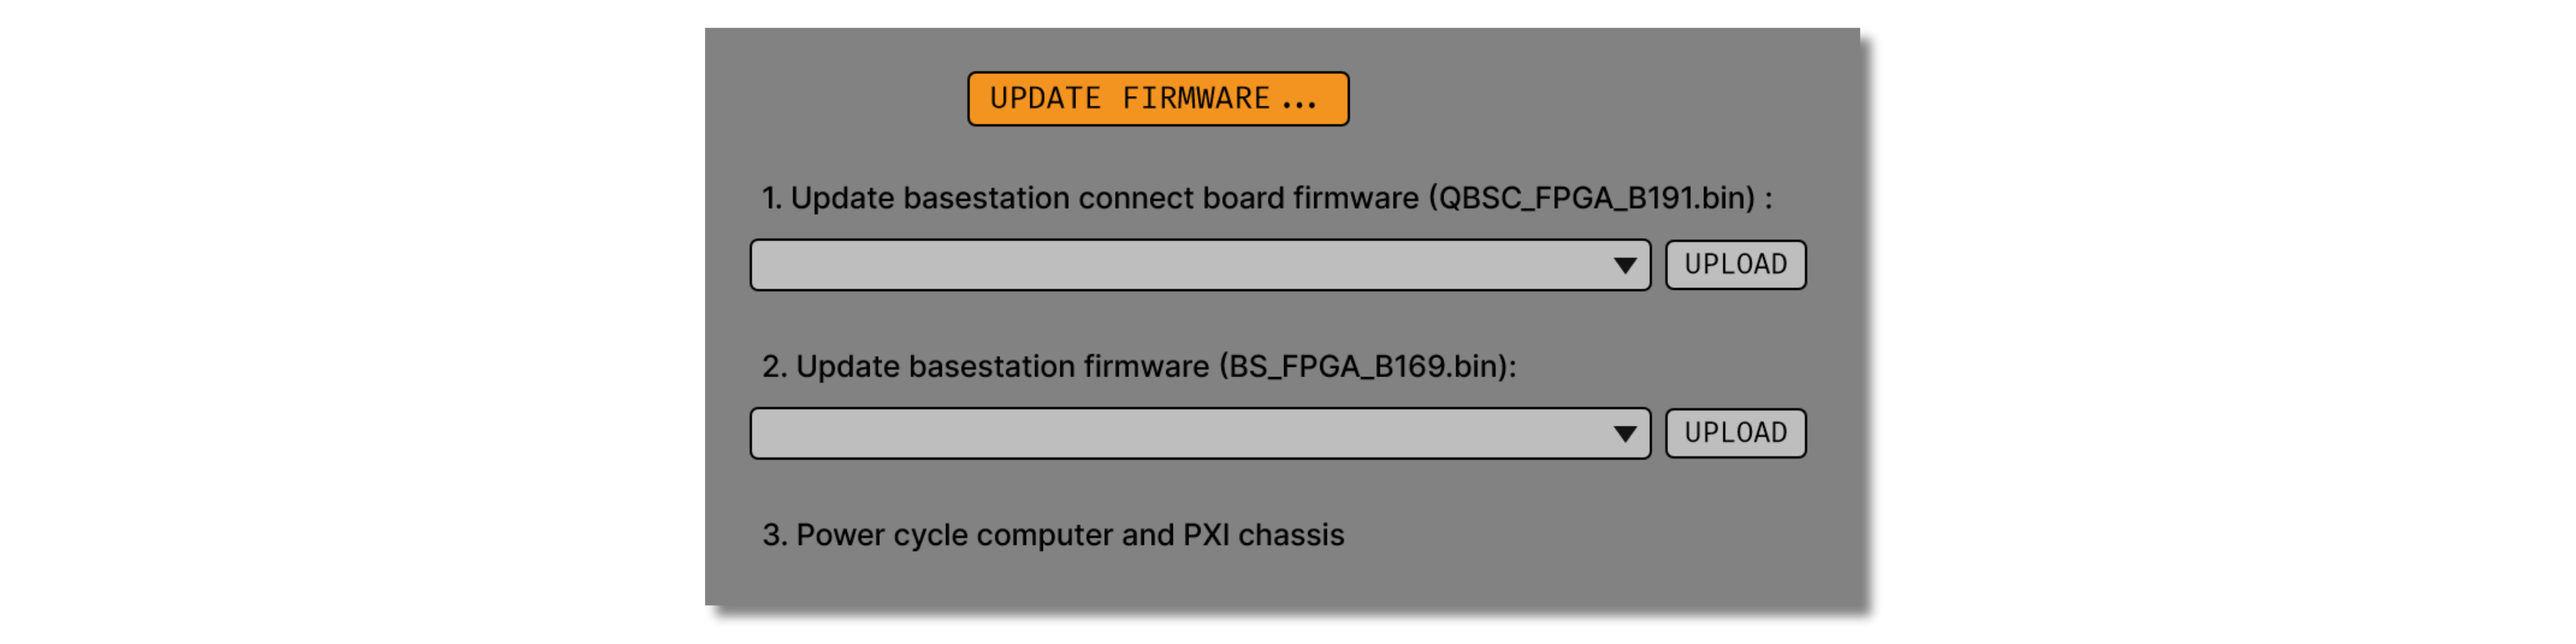 UPDATE FIRMWARE...
1. Update basestation connect board firmware (QBSC_FPGA_B191.bin) :
UPLOAD
2. Update basestation firmware (BS_FPGA_B169.bin):
UPLOAD
3. Power cycle computer and PXI chassis